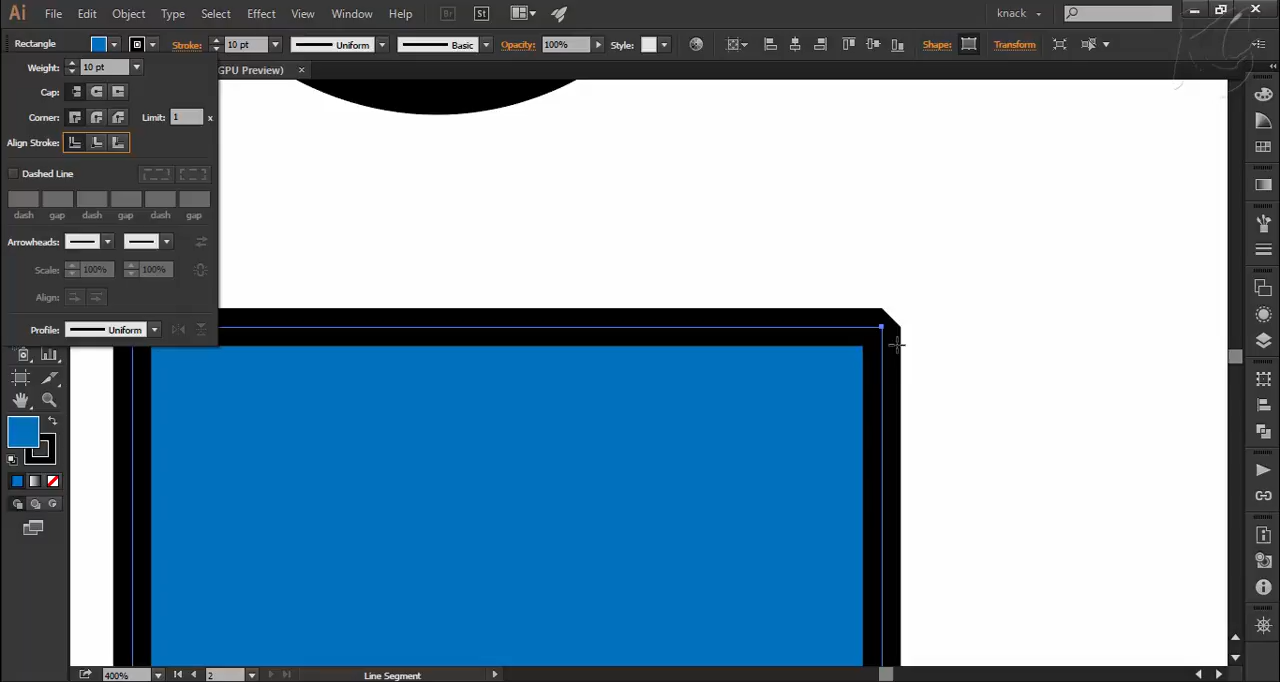 Ai File Edit Object Type Select Effect View Window Help Br St knack
Rectangle Stroke: 10 pt Uniform Basic Opacity: 100% Style: Shape: Transform
Weight: 10 pt
GPU Preview) ×
Cap:
Corner: Limit: 1 x
Align Stroke:
Dashed Line
dash gap dash gap dash gap
Arrowheads:
Scale: 100% 100%
Align:
Profile: Uniform
400% 2 Line Segment